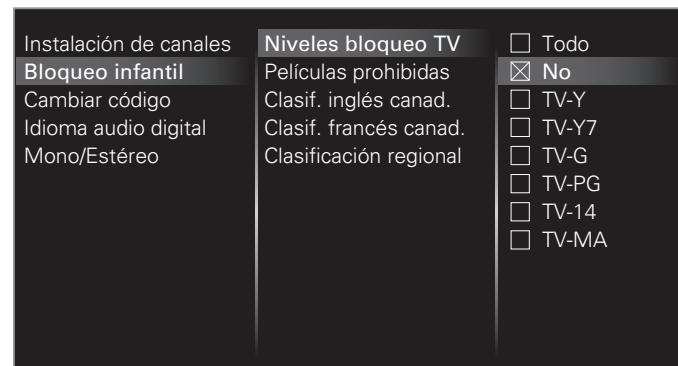 Instalación de canales
Bloqueo infantil
Cambiar código
Idioma audio digital
Mono/Estéreo
Niveles bloqueo TV
Películas prohibidas
Clasif. inglés canad.
Clasif. francés canad.
Clasificación regional
Todo
No
TV-Y
TV-Y7
TV-G
TV-PG
TV-14
TV-MA